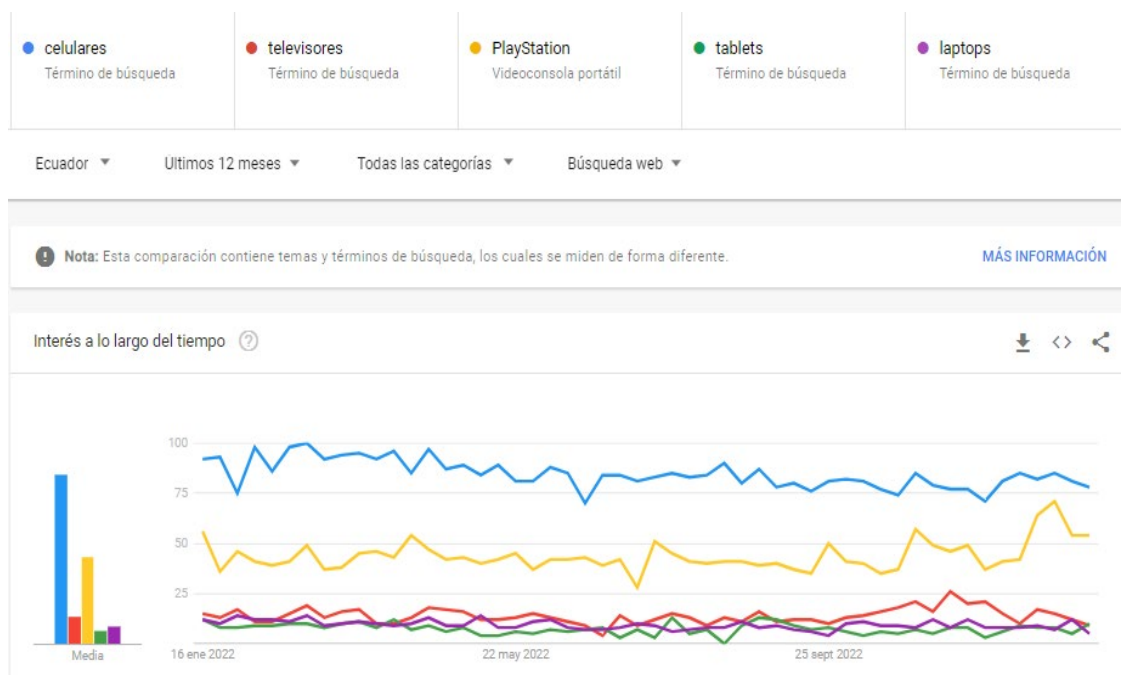 celulares
Término de búsqueda
televisores
Término de búsqueda
PlayStation
Videoconsola portátil
tablets
Término de búsqueda
laptops
Término de búsqueda
Ecuador
Últimos 12 meses
Todas las categorías
Búsqueda web
Nota: Esta comparación contiene temas y términos de búsqueda, los cuales se miden de forma diferente.
MÁS INFORMACIÓN
Interés a lo largo del tiempo
100
75
50
25
Media
16 ene 2022
22 may 2022
25 sept 2022